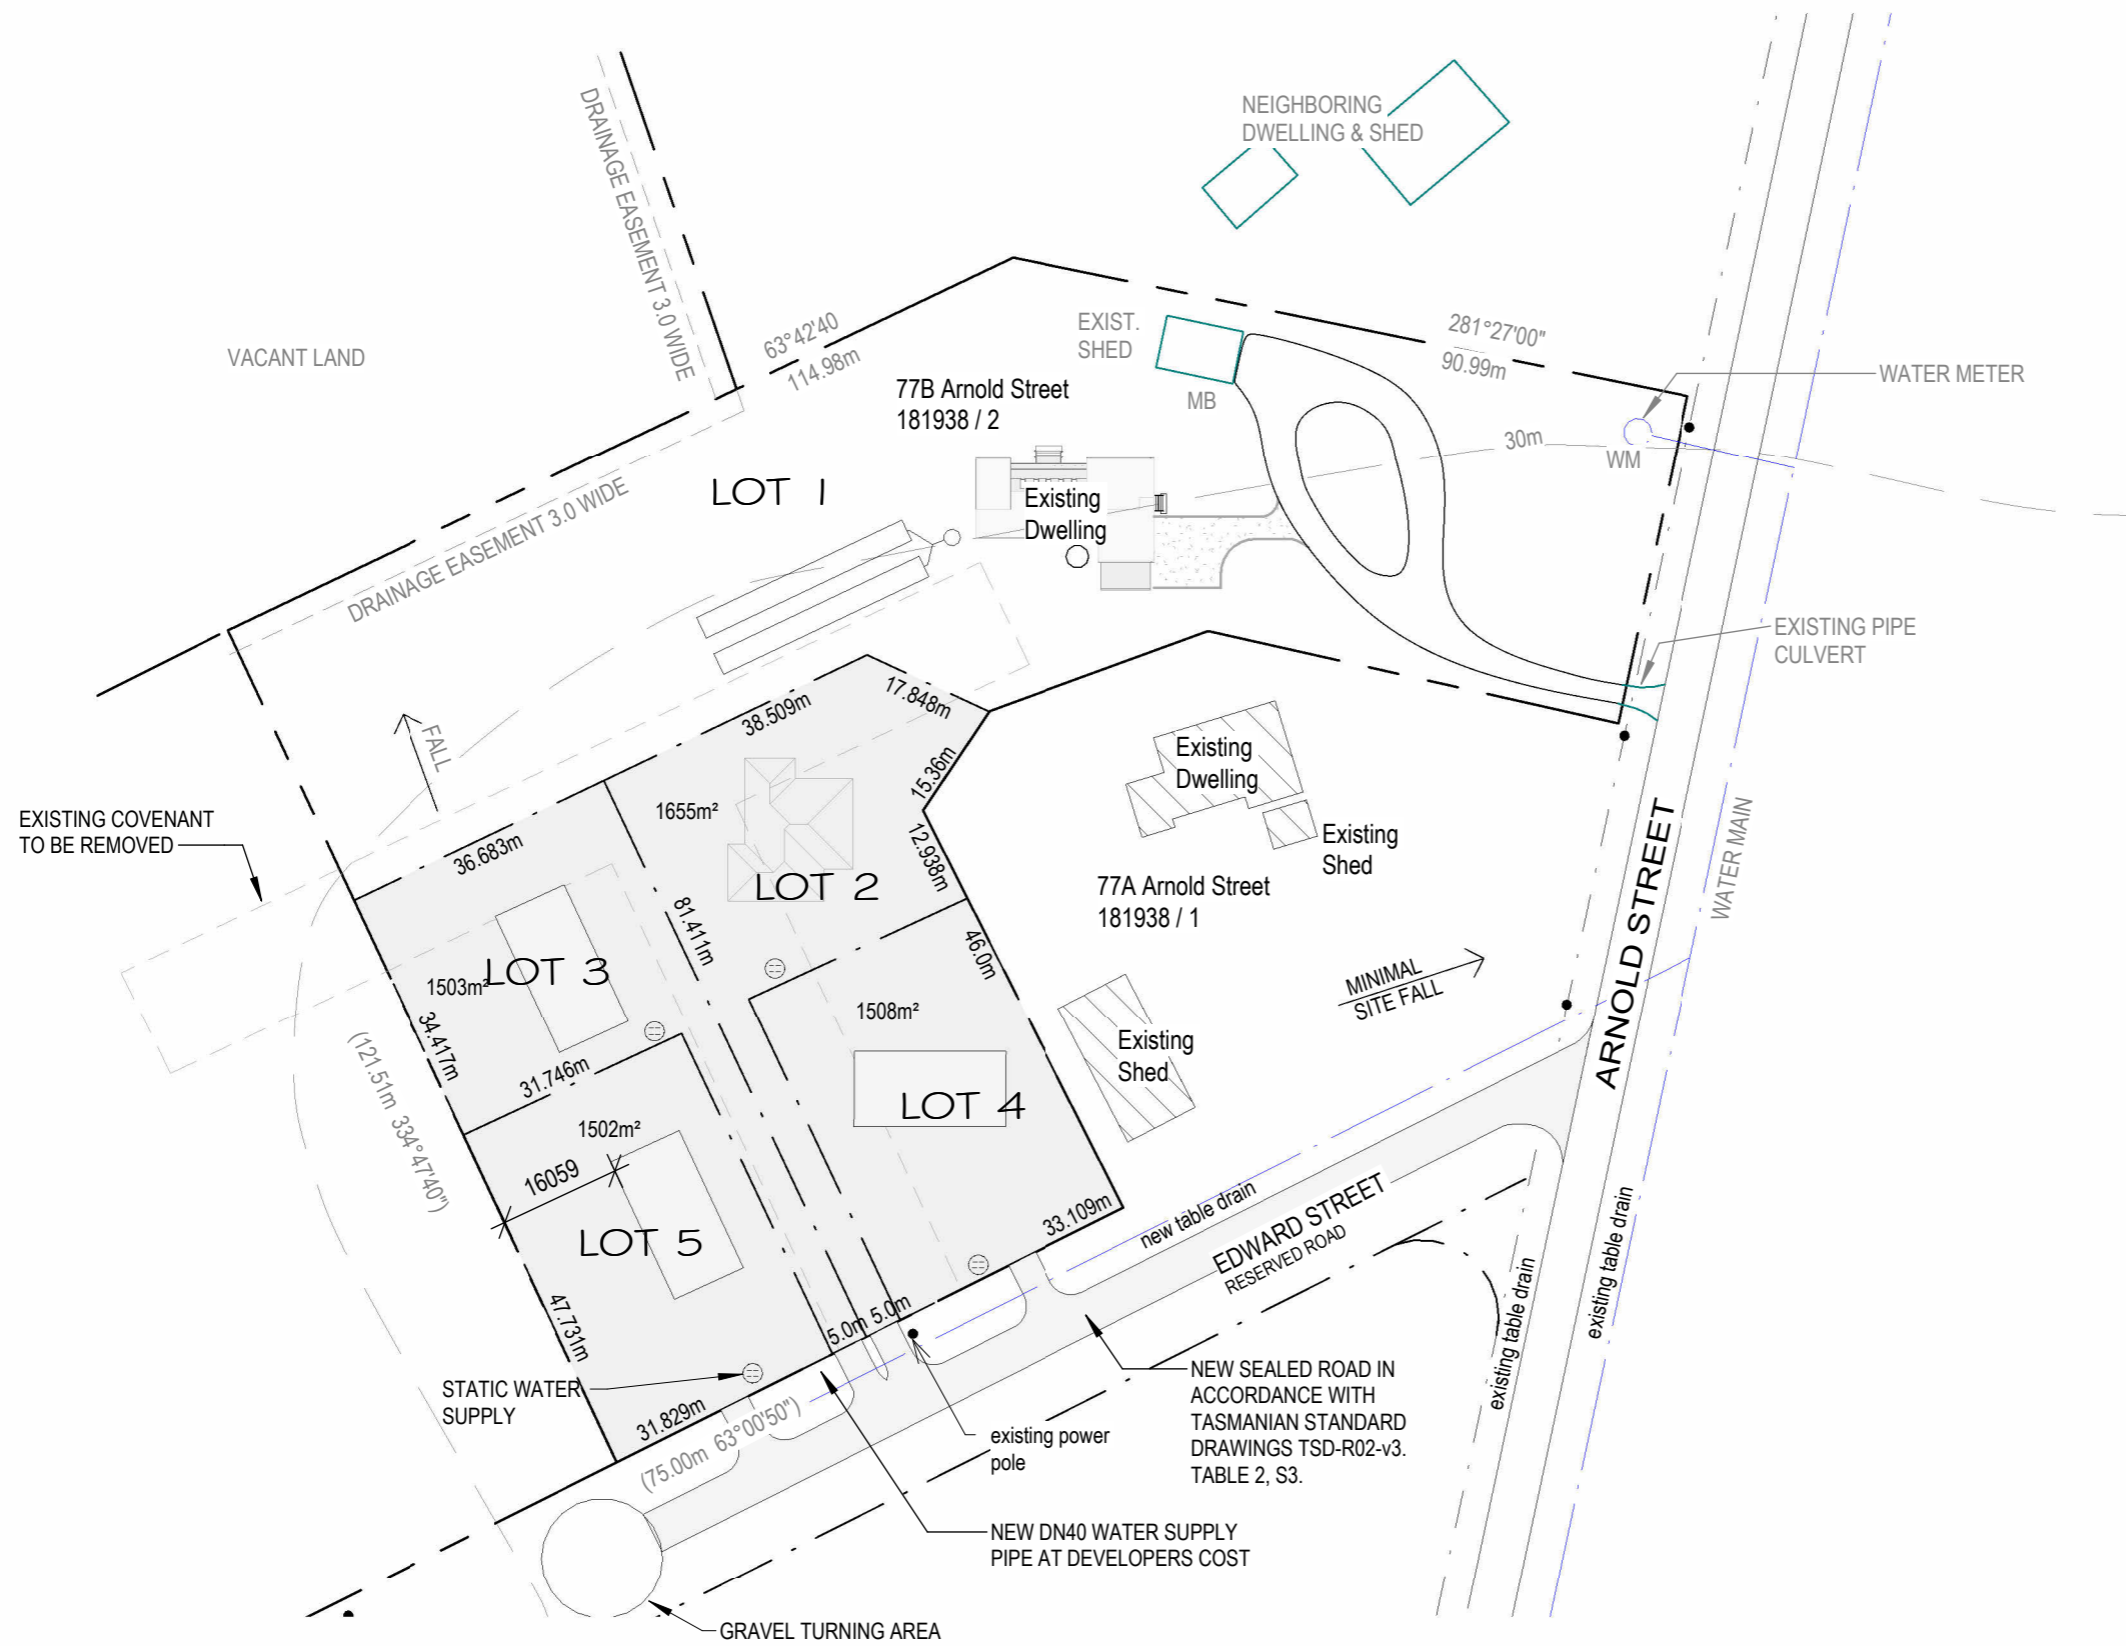 NEIGHBORING
DWELLING & SHED
DRAINAGE EASEMENT 3.0 WIDE
VACANT LAND
63°42'40
114.98m
EXIST.
SHED
MB
281°27'00"
90.99m
WATER METER
77B Arnold Street
181938 / 2
30m
WM
LOT 1
Existing
Dwelling
DRAINAGE EASEMENT 3.0 WIDE
EXISTING PIPE
CULVERT
FALL
38.509m
17.848m
15.36m
Existing
Dwelling
EXISTING COVENANT
TO BE REMOVED
1655m²
36.683m
12.938m
Existing
Shed
LOT 2
77A Arnold Street
181938 / 1
ARNOLD STREET
WATER MAIN
81.411m
46.0m
LOT 3
1503m²
MINIMAL
SITE FALL
1508m²
34.417m
Existing
Shed
31.746m
LOT 4
(121.51m 334°47'40")
1502m²
16059
LOT 5
33.109m
new table drain
EDWARD STREET
RESERVED ROAD
existing table drain
existing table drain
47.731m
5.0m
5.0m
STATIC WATER
SUPPLY
31.829m
(75.00m 63°00'50")
existing power
pole
NEW SEALED ROAD IN
ACCORDANCE WITH
TASMANIAN STANDARD
DRAWINGS TSD-R02-v3.
TABLE 2, S3.
NEW DN40 WATER SUPPLY
PIPE AT DEVELOPERS COST
GRAVEL TURNING AREA